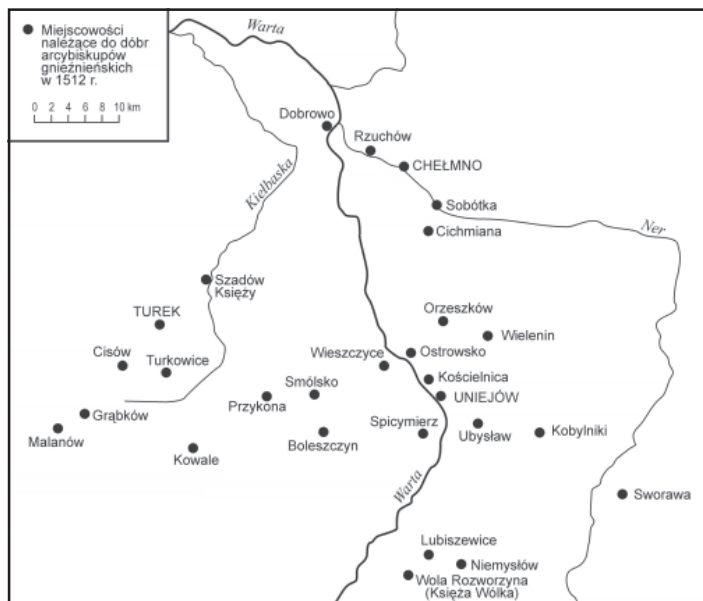 Miejscowości
należące do dóbr
arcybiskupów
gnieźnieńskich
w 1512 r.
0 2 4 6 8 10 km
Warta
Dobrowo
Rzuchów
CHEŁMNO
Kiełbaska
Sobótka
Ner
Cichmiana
Szadów
Księży
TUREK
Orzeszków
Wielenin
Cisów
Turkowice
Wieszczyce
Ostrowsko
Kościelnica
Smólsko
Przykona
UNIEJÓW
Grąbków
Malanów
Kowale
Boleszczyn
Spicymierz
Ubysław
Kobylniki
Warta
Sworawa
Lubiszewice
Niemysłów
Wola Rozworzyna
(Księża Wólka)